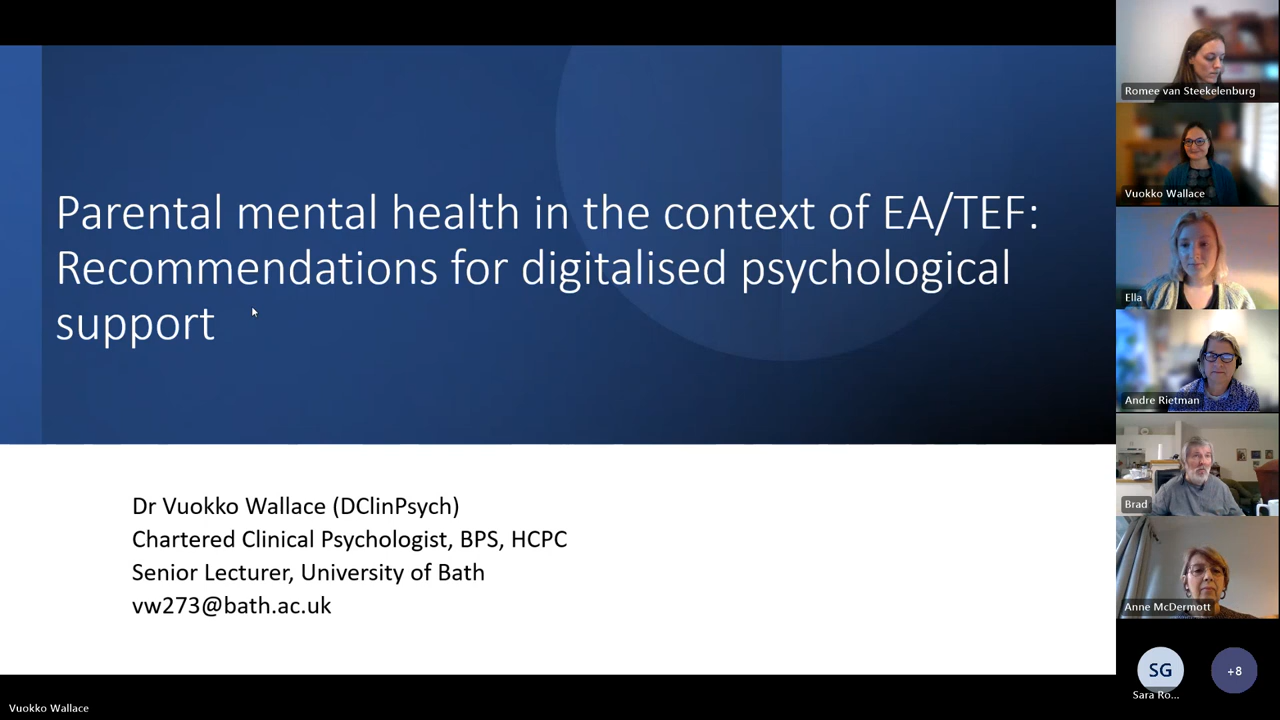 Parental mental health in the context of EA/TEF:
Recommendations for digitalised psychological
support
Dr Vuokko Wallace (DClinPsych)
Chartered Clinical Psychologist, BPS, HCPC
Senior Lecturer, University of Bath
vw273@bath.ac.uk
Romee van Steekelenburg
Vuokko Wallace
Ella
Andre Rietman
Brad
Anne McDermott
SG
+8
Sara Ro...
Vuokko Wallace